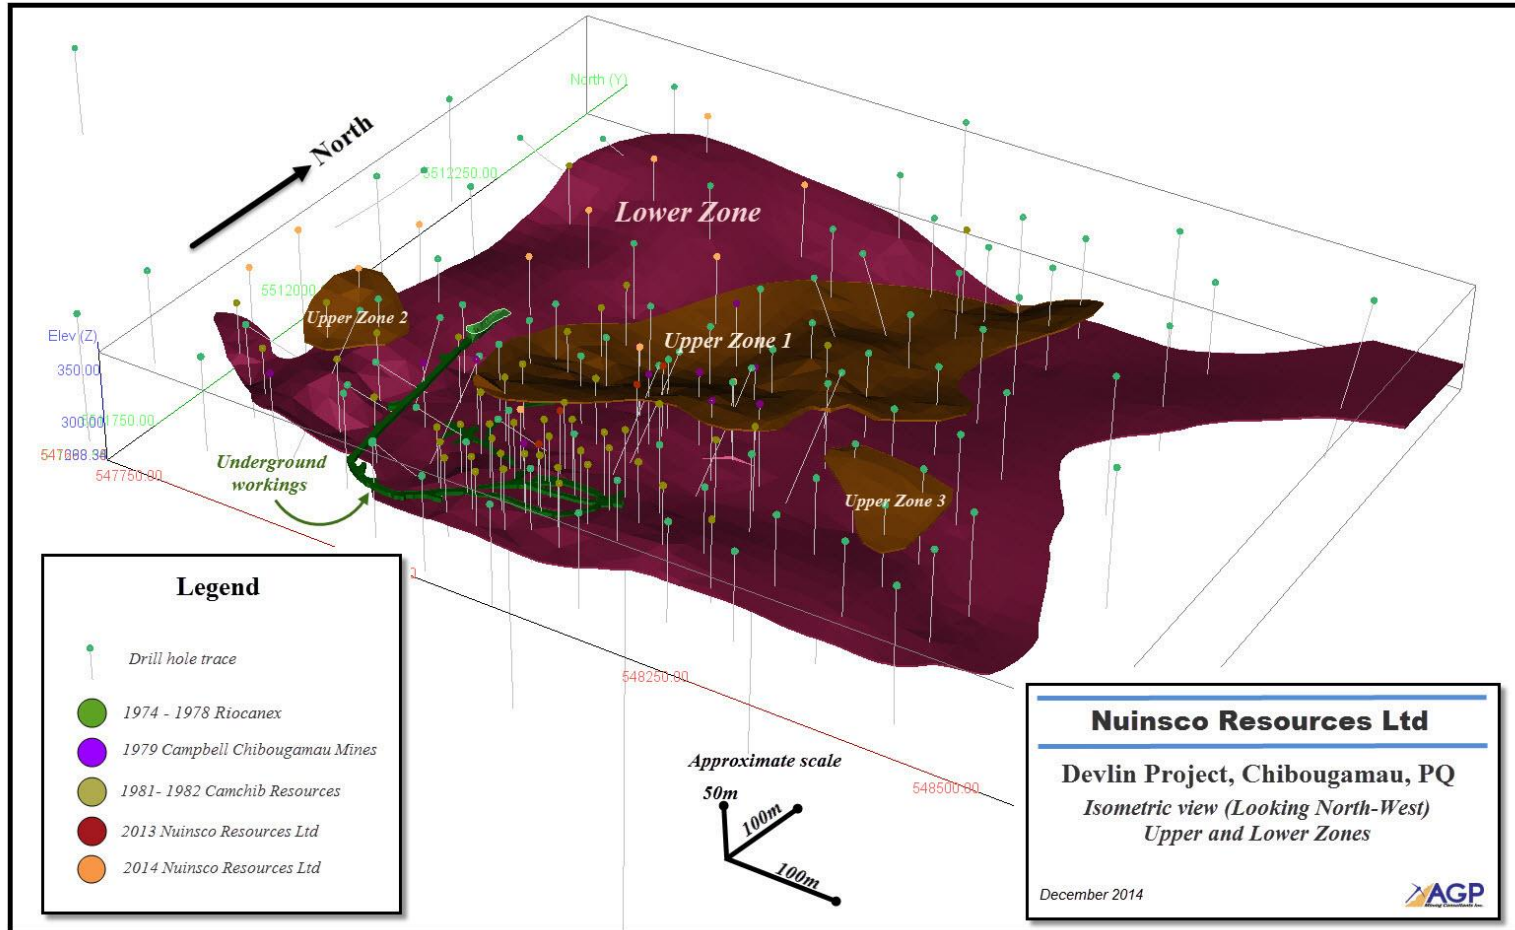 North (Y)
North
5512250.00
Lower Zone
5512000
Upper Zone 2
Elev (Z)
Upper Zone 1
350.00
300.00
547750.00
Underground
workings
Upper Zone 3
Legend
Drill hole trace
1974 - 1978 Riocanex
1979 Campbell Chibougamau Mines
1981- 1982 Camchib Resources
2013 Nuinsco Resources Ltd
2014 Nuinsco Resources Ltd
548250.00
Approximate scale
50m
100m
100m
548500.00
Nuinsco Resources Ltd
Devlin Project, Chibougamau, PQ
Isometric view (Looking North-West)
Upper and Lower Zones
December 2014
AGP
Mining Consultants Inc.